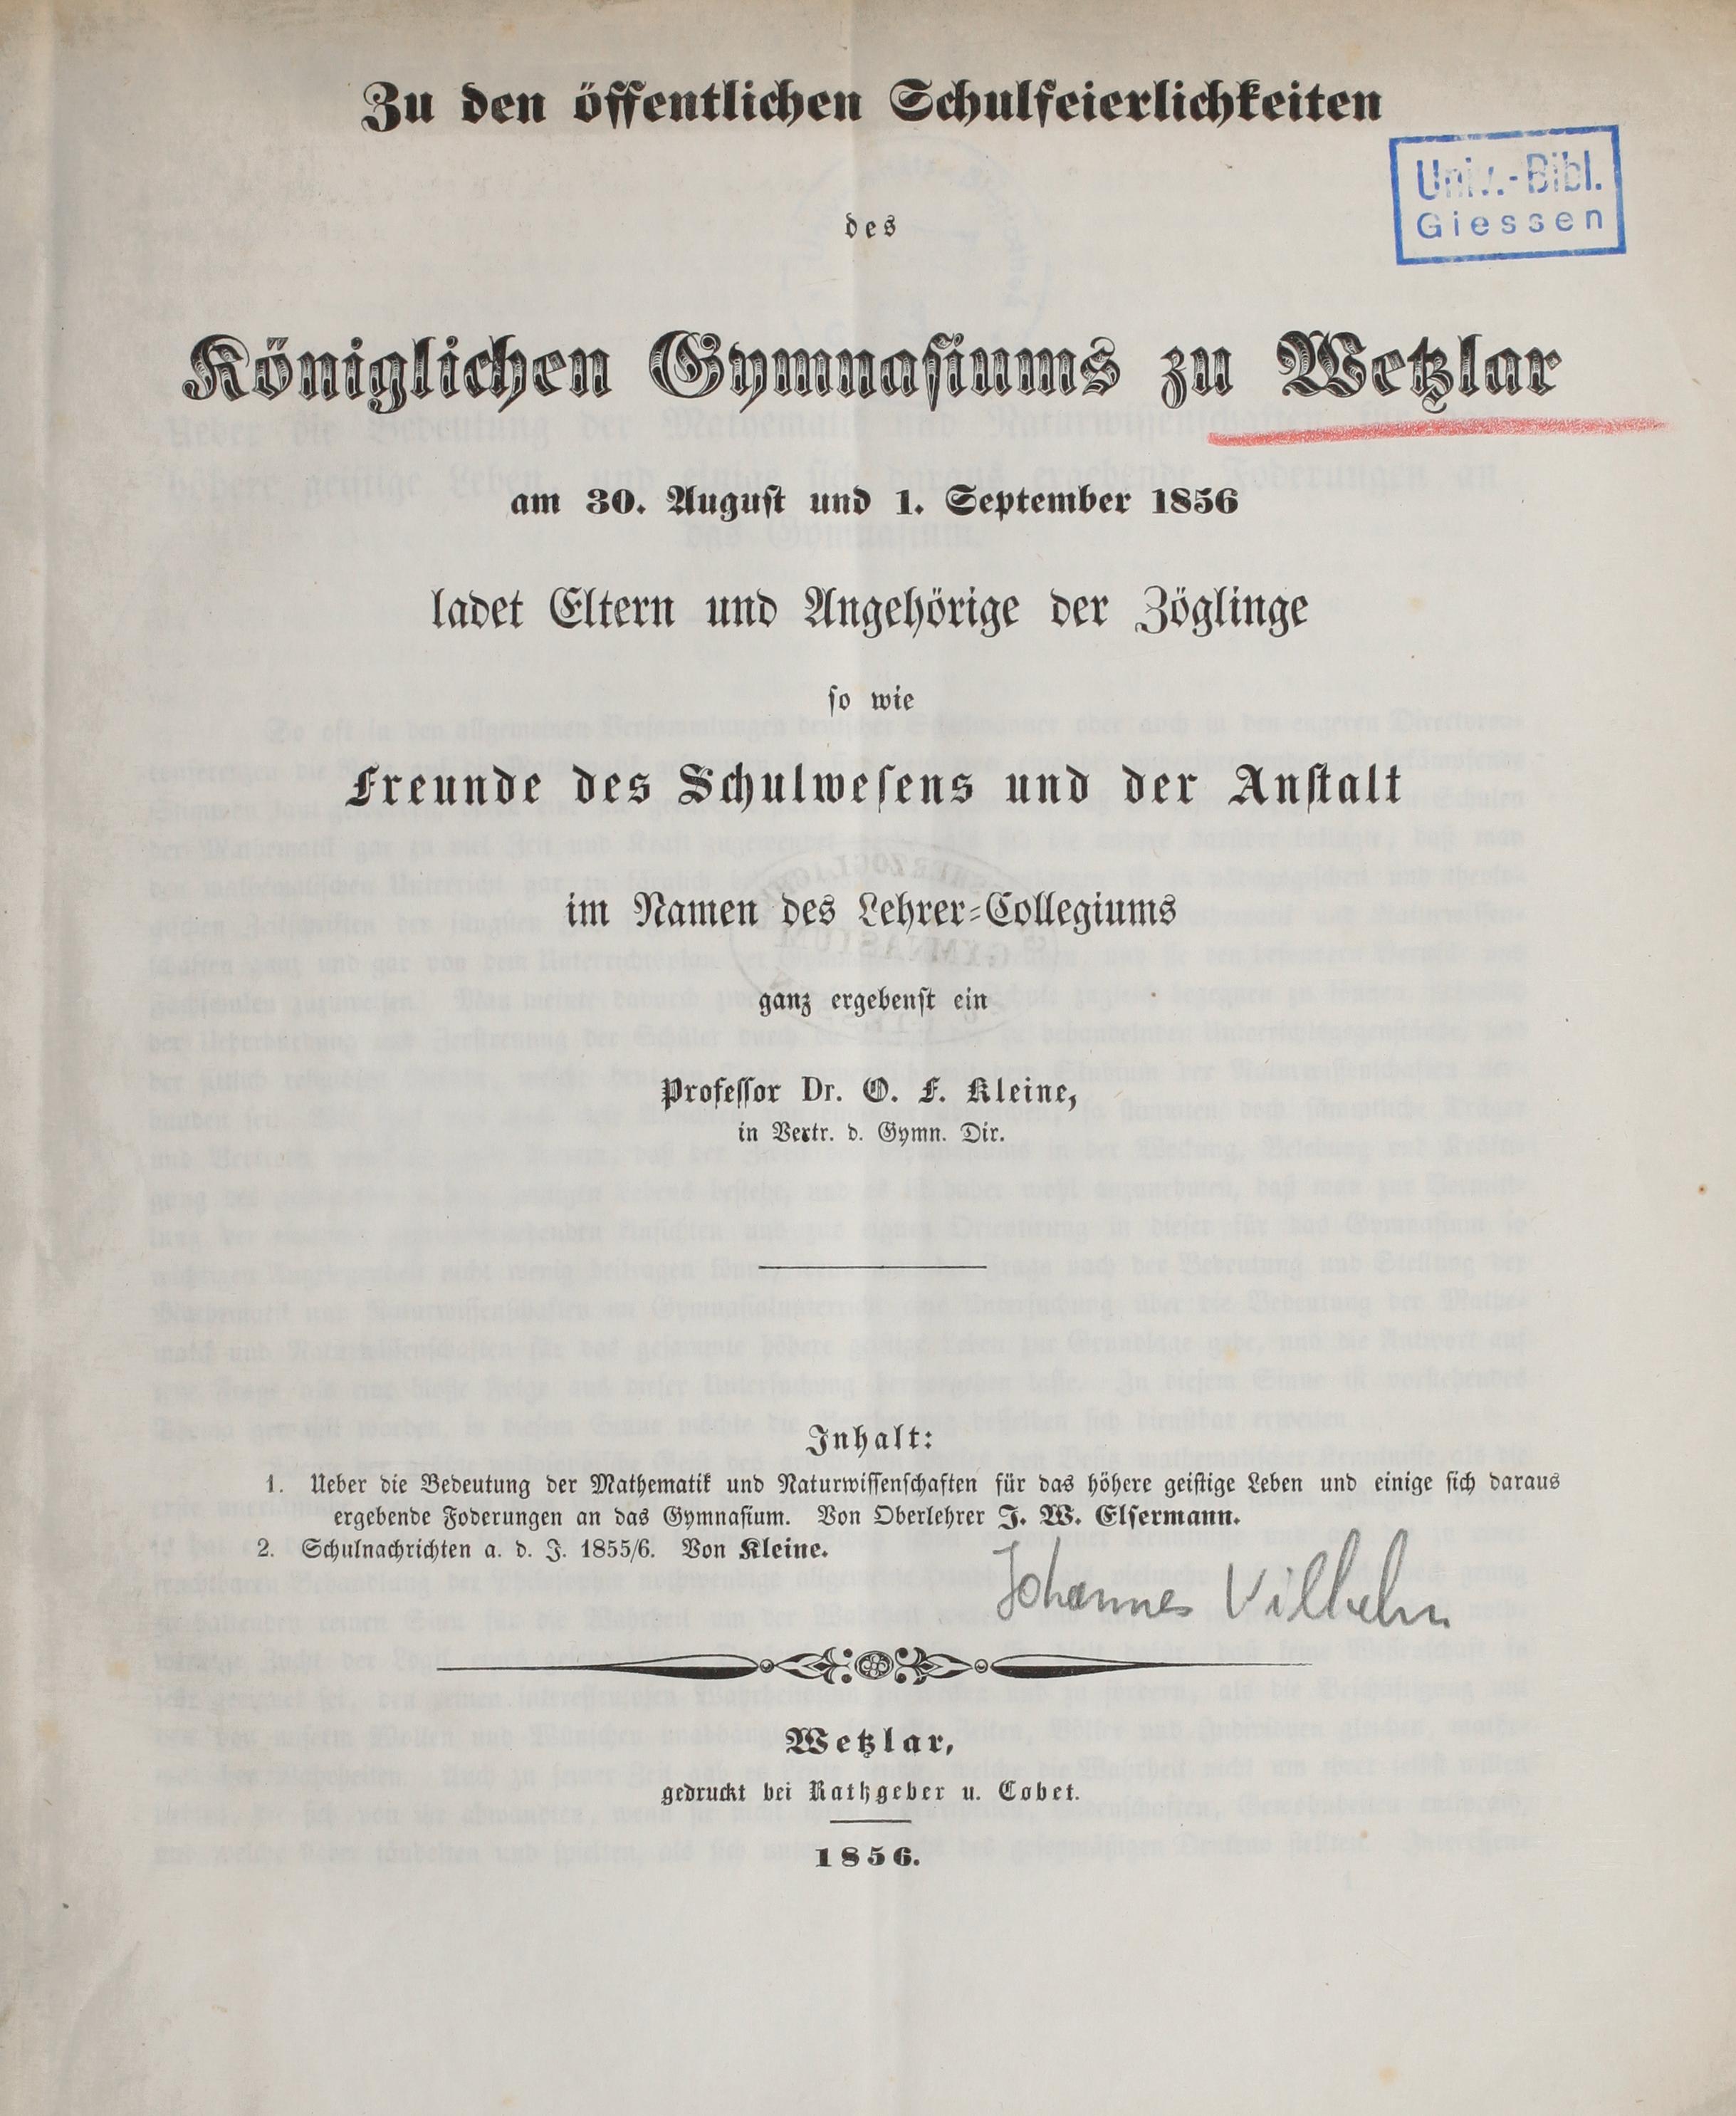 Zu den öffentlichen Schulfeierlichkeiten
Univ.-Bibl.
Giessen
des
Königlichen Gymnasiums zu Wetzlar
am 30. August und 1. September 1856
ladet Eltern und Angehörige der Zöglinge
so wie
Freunde des Schulwesens und der Anstalt
im Namen des Lehrer-Collegiums
ganz ergebenst ein
Professor Dr. O. F. Kleine,
in Vertr. d. Gymn. Dir.
Inhalt:
1. Ueber die Bedeutung der Mathematik und Naturwissenschaften für das höhere geistige Leben und einige sich daraus
ergebende Foderungen an das Gymnasium. Von Oberlehrer J. W. Elsermann.
2. Schulnachrichten a. d. J. 1855/6. Von Kleine.
Johannes Vilhelm
Wetzlar,
gedruckt bei Rathgeber u. Cobet.
1856.